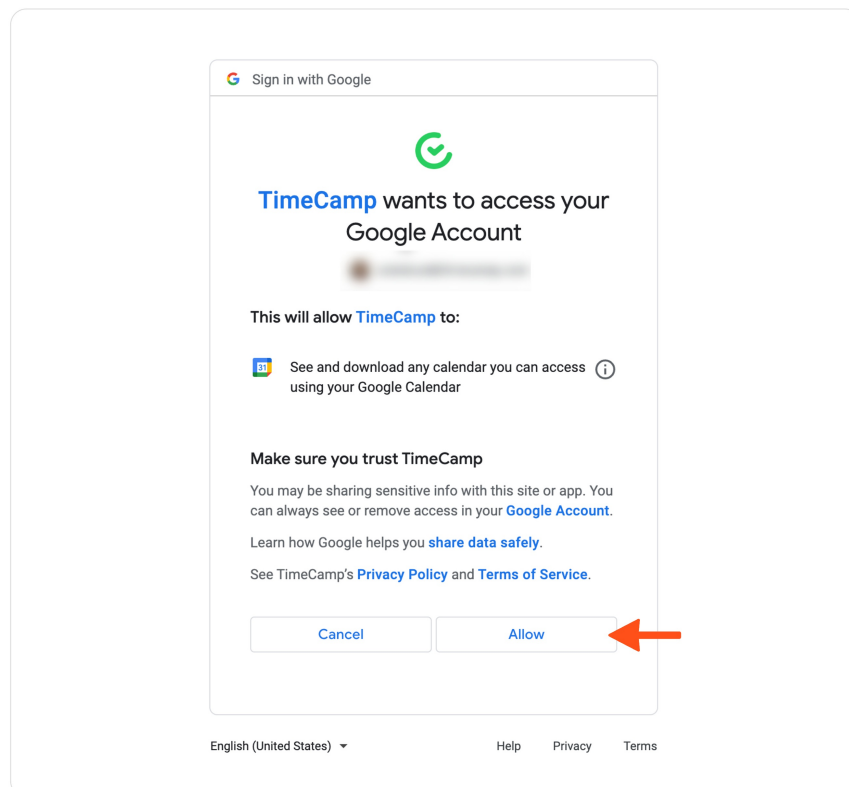 Sign in with Google
TimeCamp wants to access your
Google Account
This will allow TimeCamp to:
31
See and download any calendar you can access
using your Google Calendar
Make sure you trust TimeCamp
You may be sharing sensitive info with this site or app. You
can always see or remove access in your Google Account.
Learn how Google helps you share data safely.
See TimeCamp's Privacy Policy and Terms of Service.
Cancel Allow
English (United States) Help Privacy Terms